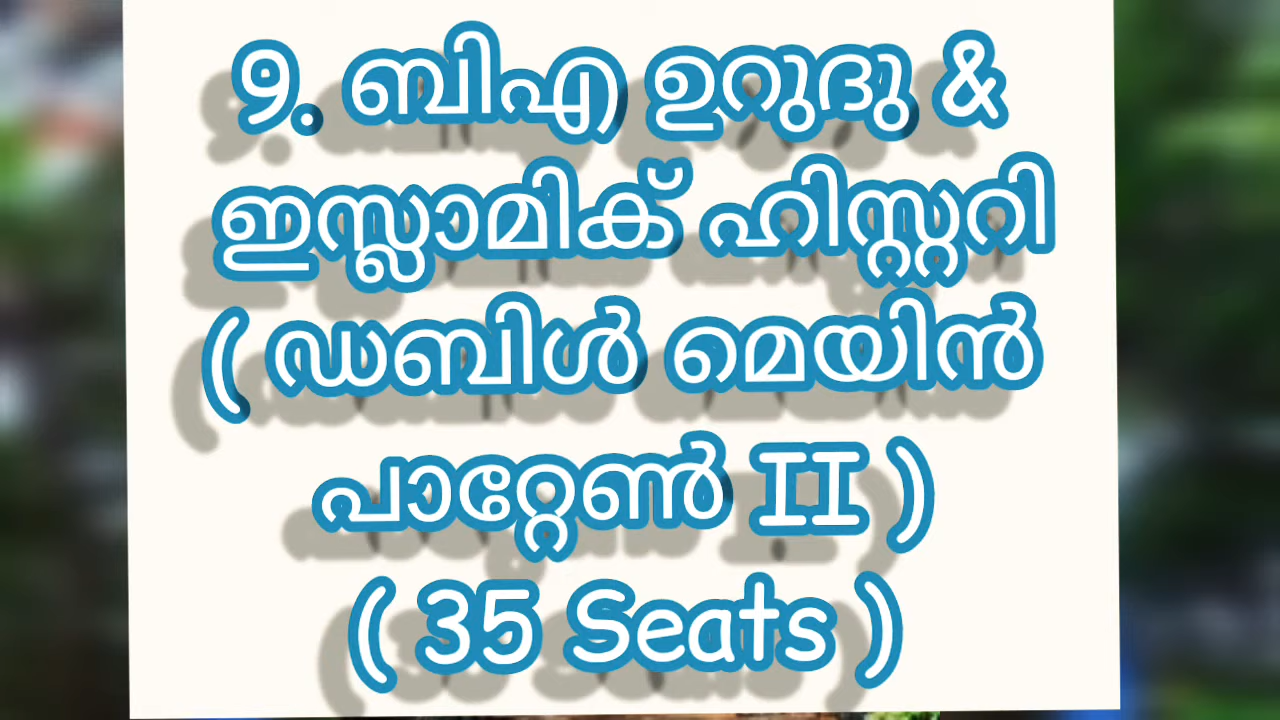 9. ബിഎ ഉറുദു &
ഇസ്ലാമിക് ഹിസ്റ്ററി
( ഡബിൾ മെയിൻ
പാറ്റേൺ II )
( 35 Seats )